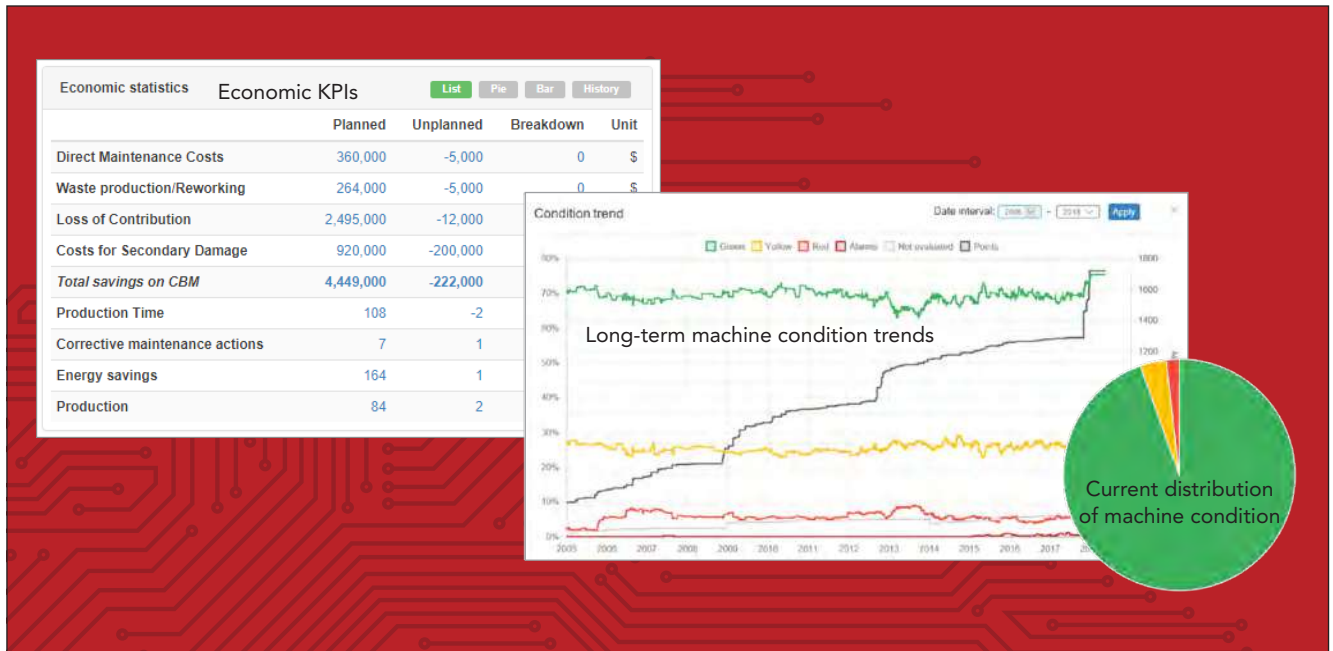 Economic statistics Economic KPIs List Pie Bar History
Planned Unplanned Breakdown Unit
Direct Maintenance Costs 360,000 -5,000 0 $
Waste production/Reworking 264,000 -5,000 0 $
Loss of Contribution 2,495,000 -12,000
Costs for Secondary Damage 920,000 -200,000
Total savings on CBM 4,449,000 -222,000
Production Time 108 -2
Corrective maintenance actions 7 1
Energy savings 164 1
Production 84 2
Condition trend Date interval: - Apply ×
Green Yellow Red Alarms Not evaluated Points
80% 1800
70% 1600
1400
Long-term machine condition trends
1200
50%
40%
30%
20%
10%
0%
2005 2006 2007 2008 2009 2010 2011 2012 2013 2014 2015 2016 2017
Current distribution
of machine condition